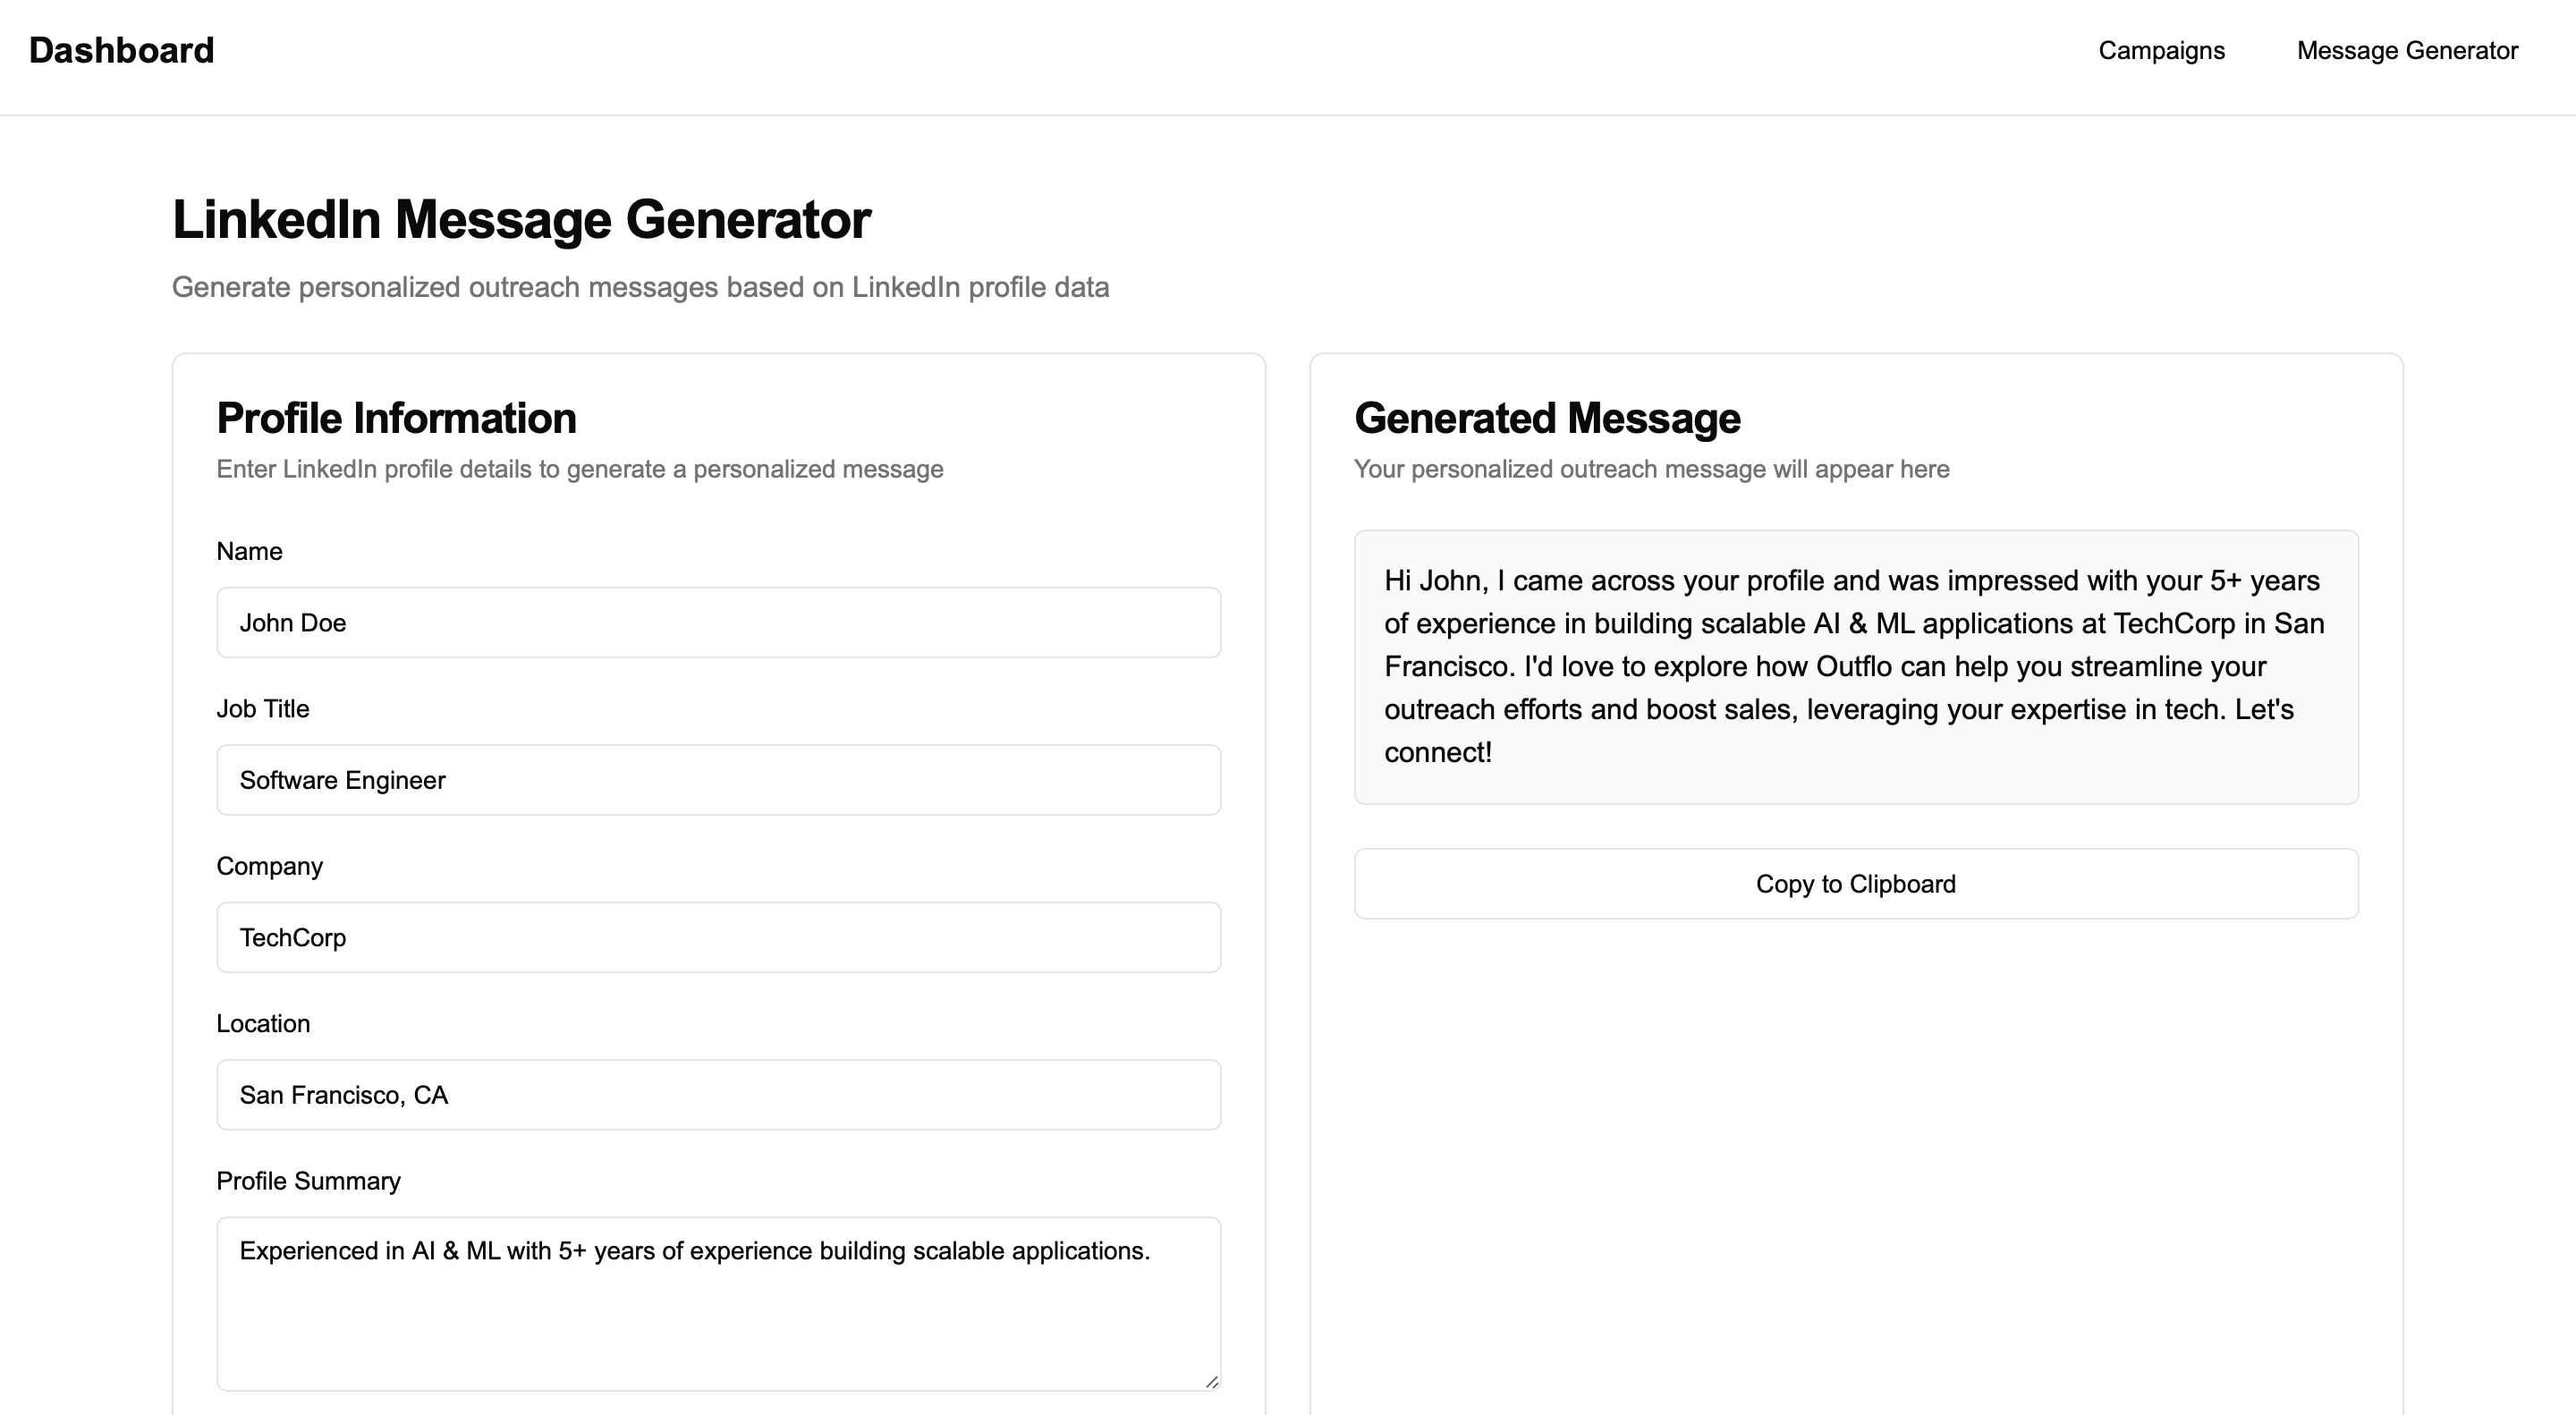 Dashboard
Campaigns
Message Generator
LinkedIn Message Generator
Generate personalized outreach messages based on LinkedIn profile data
Profile Information
Enter LinkedIn profile details to generate a personalized message
Name
John Doe
Job Title
Software Engineer
Company
TechCorp
Location
San Francisco, CA
Profile Summary
Experienced in AI & ML with 5+ years of experience building scalable applications.
Generated Message
Your personalized outreach message will appear here
Hi John, I came across your profile and was impressed with your 5+ years
of experience in building scalable AI & ML applications at TechCorp in San
Francisco. I'd love to explore how Outflo can help you streamline your
outreach efforts and boost sales, leveraging your expertise in tech. Let's
connect!
Copy to Clipboard